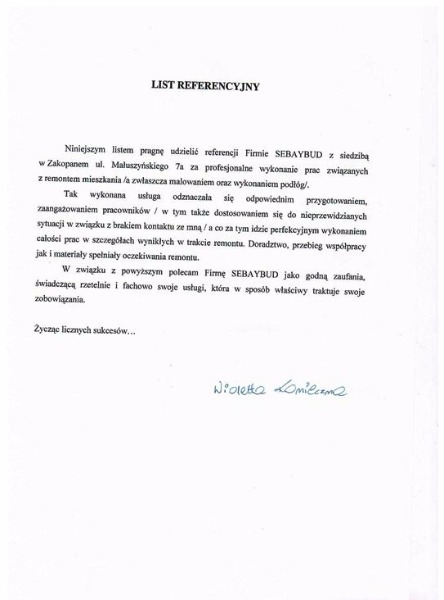 LIST REFERENCYJNY
Niniejszym listem pragnę udzielić referencji Firmie SEBAYBUD z siedzibą
w Zakopanem ul. Małuszyńskiego 7a za profesjonalne wykonanie prac związanych
z remontem mieszkania /a zwłaszcza malowaniem oraz wykonaniem podłóg/.
Tak wykonana usługa odznaczała się odpowiednim przygotowaniem,
zaangażowaniem pracowników / w tym także dostosowaniem się do nieprzewidzianych
sytuacji w związku z brakiem kontaktu ze mną / a co za tym idzie perfekcyjnym wykonaniem
całości prac w szczegółach wynikłych w trakcie remontu. Doradztwo, przebieg współpracy
jak i materiały spełniały oczekiwania remontu.
W związku z powyższym polecam Firmę SEBAYBUD jako godną zaufania,
świadczącą rzetelnie i fachowo swoje usługi, która w sposób właściwy traktuje swoje
zobowiązania.
Życząc licznych sukcesów...
Wioletta